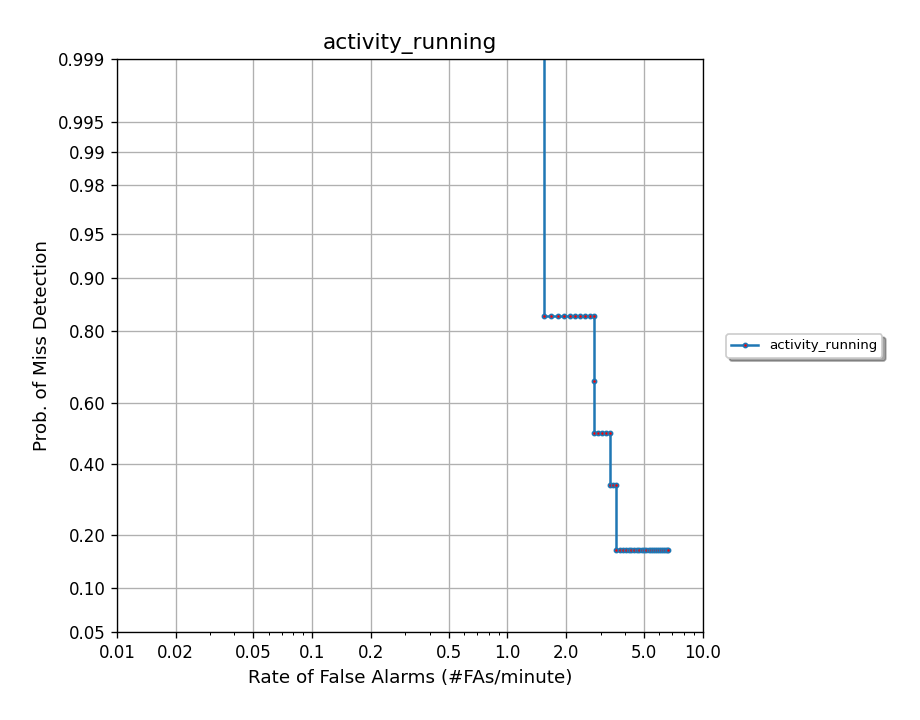 activity_running
0.999
0.995
0.99
0.98
0.95
0.90
0.80
0.60
0.40
0.20
0.10
0.05
Prob. of Miss Detection
0.01 0.02 0.05 0.1 0.2 0.5 1.0 2.0 5.0 10.0
Rate of False Alarms (#FAs/minute)
activity_running